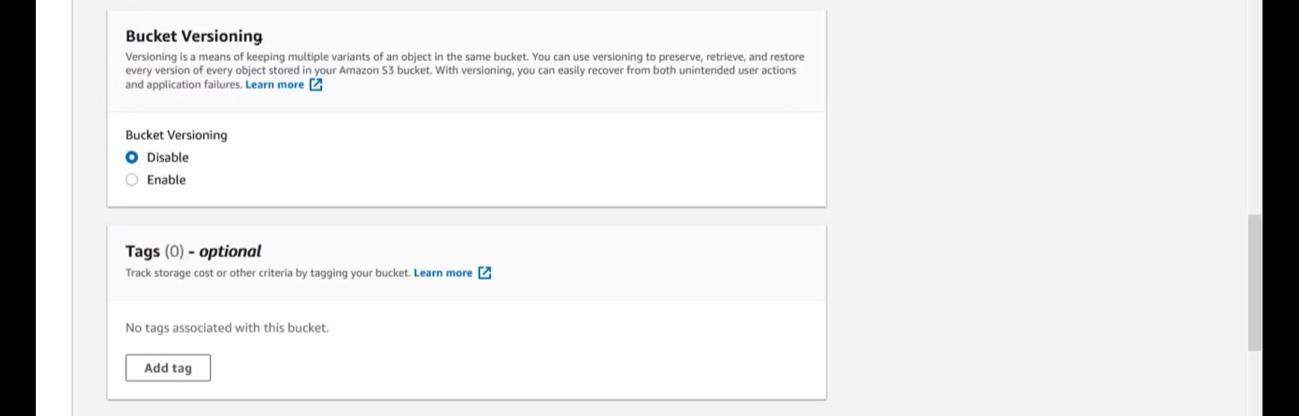 Bucket Versioning
Versioning is a means of keeping multiple variants of an object in the same bucket. You can use versioning to preserve, retrieve, and restore
every version of every object stored in your Amazon S3 bucket. With versioning, you can easily recover from both unintended user actions
and application failures. Learn more
Bucket Versioning
Disable
Enable
Tags (0) - optional
Track storage cost or other criteria by tagging your bucket. Learn more
No tags associated with this bucket.
Add tag